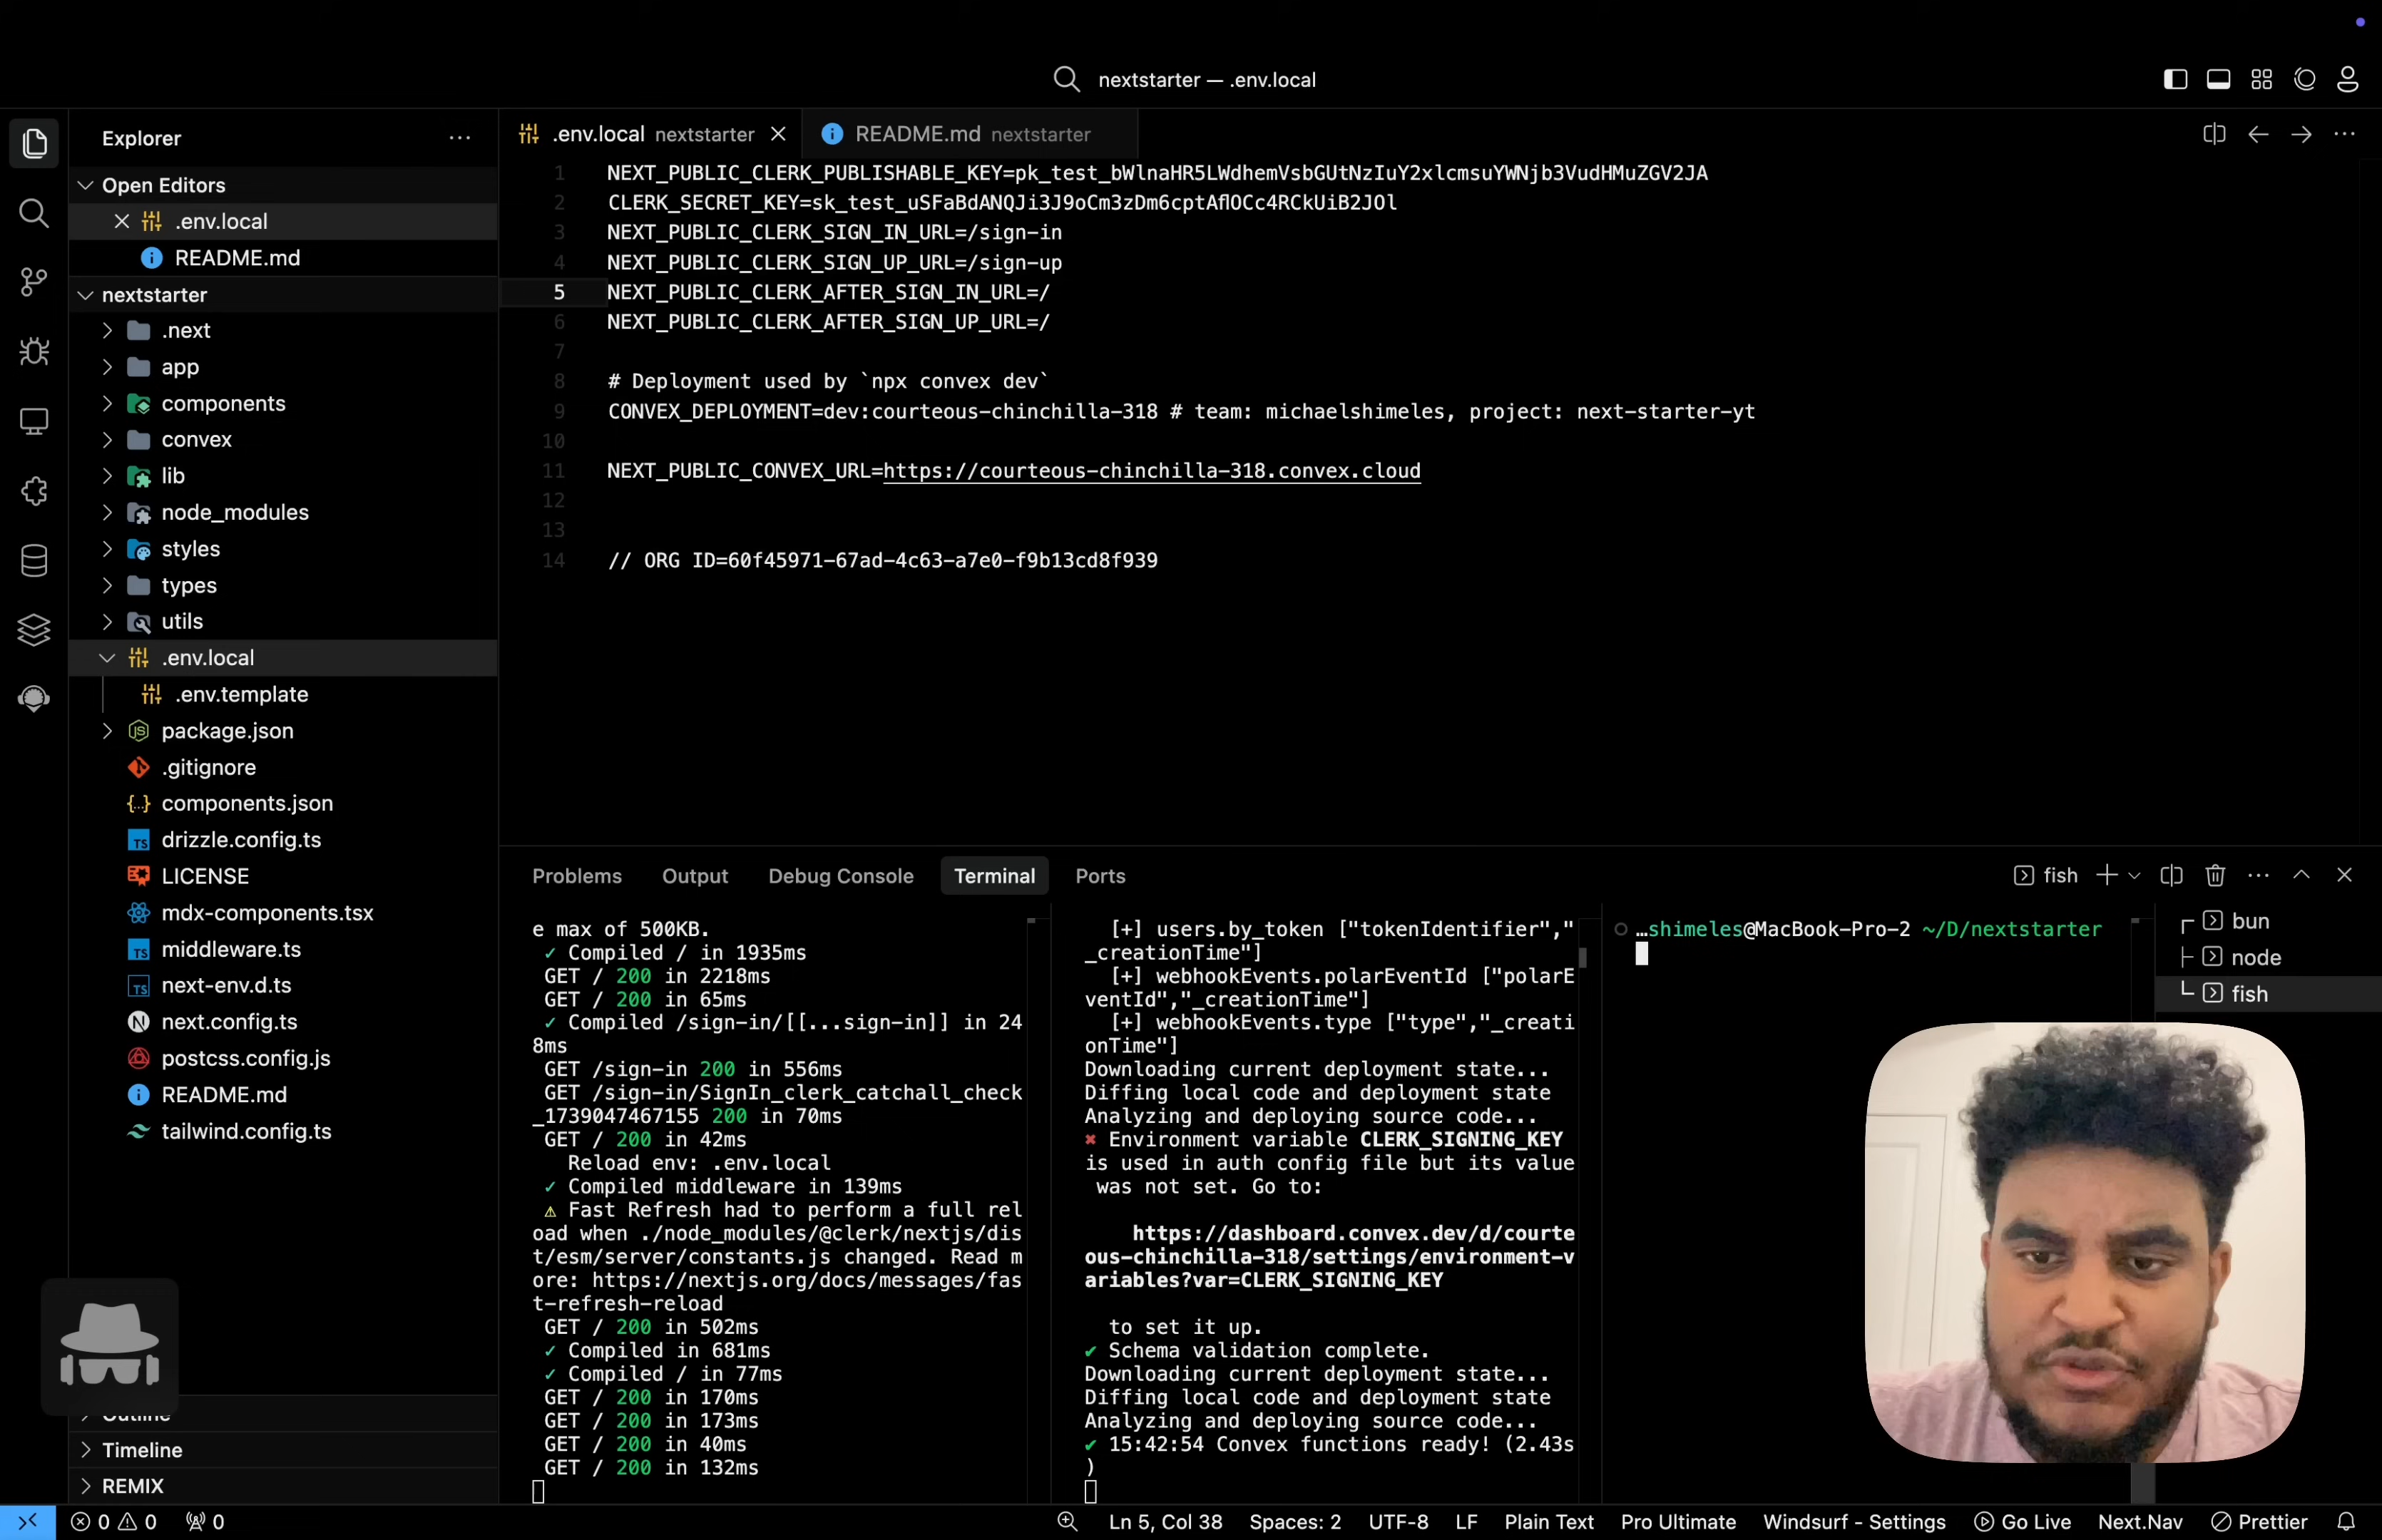 nextstarter — .env.local
Explorer
Open Editors
.env.local
README.md
nextstarter
.next
app
components
convex
lib
node_modules
styles
types
utils
.env.local
.env.template
package.json
.gitignore
components.json
drizzle.config.ts
LICENSE
mdx-components.tsx
middleware.ts
next-env.d.ts
next.config.ts
postcss.config.js
README.md
tailwind.config.ts
Outline
Timeline
REMIX
.env.local nextstarter
README.md nextstarter
1 NEXT_PUBLIC_CLERK_PUBLISHABLE_KEY=pk_test_bWlnaHR5LWdhemVsbGUtNzIuY2xlcmsuYWNjb3VudHMuZGV2JA
2 CLERK_SECRET_KEY=sk_test_uSFaBdANQJi3J9oCm3zDm6cptAflOCc4RCkUiB2JOl
3 NEXT_PUBLIC_CLERK_SIGN_IN_URL=/sign-in
4 NEXT_PUBLIC_CLERK_SIGN_UP_URL=/sign-up
5 NEXT_PUBLIC_CLERK_AFTER_SIGN_IN_URL=/
6 NEXT_PUBLIC_CLERK_AFTER_SIGN_UP_URL=/
7
8 # Deployment used by `npx convex dev`
9 CONVEX_DEPLOYMENT=dev:courteous-chinchilla-318 # team: michaelshimeles, project: next-starter-yt
10
11 NEXT_PUBLIC_CONVEX_URL=https://courteous-chinchilla-318.convex.cloud
12
13
14 // ORG ID=60f45971-67ad-4c63-a7e0-f9b13cd8f939
Problems Output Debug Console Terminal Ports
fish
e max of 500KB.
✓ Compiled / in 1935ms
GET / 200 in 2218ms
GET / 200 in 65ms
✓ Compiled /sign-in/[[...sign-in]] in 24
8ms
GET /sign-in 200 in 556ms
GET /sign-in/SignIn_clerk_catchall_check
_1739047467155 200 in 70ms
GET / 200 in 42ms
Reload env: .env.local
✓ Compiled middleware in 139ms
⚠ Fast Refresh had to perform a full rel
oad when ./node_modules/@clerk/nextjs/dis
t/esm/server/constants.js changed. Read m
ore: https://nextjs.org/docs/messages/fas
t-refresh-reload
GET / 200 in 502ms
✓ Compiled in 681ms
✓ Compiled / in 77ms
GET / 200 in 170ms
GET / 200 in 173ms
GET / 200 in 40ms
GET / 200 in 132ms
[+] users.by_token ["tokenIdentifier","
_creationTime"]
[+] webhookEvents.polarEventId ["polarE
ventId","_creationTime"]
[+] webhookEvents.type ["type","_creati
onTime"]
Downloading current deployment state...
Diffing local code and deployment state
Analyzing and deploying source code...
✖ Environment variable CLERK_SIGNING_KEY
is used in auth config file but its value
was not set. Go to:
https://dashboard.convex.dev/d/courte
ous-chinchilla-318/settings/environment-v
ariables?var=CLERK_SIGNING_KEY
to set it up.
✔ Schema validation complete.
Downloading current deployment state...
Diffing local code and deployment state
Analyzing and deploying source code...
✔ 15:42:54 Convex functions ready! (2.43s
)
…shimeles@MacBook-Pro-2 ~/D/nextstarter
bun
node
fish
0 0 0
Ln 5, Col 38 Spaces: 2 UTF-8 LF Plain Text Pro Ultimate Windsurf - Settings Go Live Next.Nav Prettier